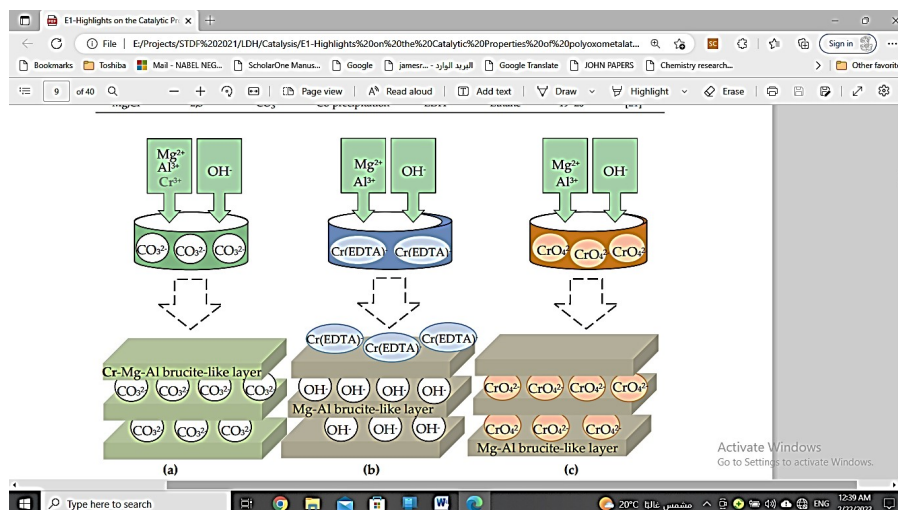 E1-Highlights on the Catalytic Pr
File | E:/Projects/STDF%202021/LDH/Catalysis/E1-Highlights%20on%20the%20Catalytic%20Properties%20of%20polyoxometalat...
Sign in
Bookmarks Toshiba Mail - NABEL NEG... ScholarOne Manus... Google jamesr... - البريد الوارد Google Translate JOHN PAPERS Chemistry research... Other favorit
9 of 40 Page view Read aloud Add text Draw Highlight Erase
Mg²⁺ OH⁻ Mg²⁺ OH⁻ Mg²⁺ OH⁻
Al³⁺ Al³⁺ Al³⁺
Cr³⁺
CO₃²⁻ CO₃²⁻ CO₃²⁻ Cr(EDTA)⁻ Cr(EDTA)⁻ CrO₄²⁻ CrO₄²⁻ CrO₄²⁻
Cr(EDTA)⁻ Cr(EDTA)⁻ Cr(EDTA)⁻
Cr-Mg-Al brucite-like layer
CO₃²⁻ CO₃²⁻ CO₃²⁻ CO₃²⁻ OH⁻ OH⁻ OH⁻ OH⁻ CrO₄²⁻ CrO₄²⁻ CrO₄²⁻ CrO₄²⁻
Mg-Al brucite-like layer
CO₃²⁻ CO₃²⁻ CO₃²⁻ OH⁻ OH⁻ OH⁻ CrO₄²⁻ CrO₄²⁻ CrO₄²⁻
Mg-Al brucite-like layer
(a) (b) (c)
Activate Windows
Go to Settings to activate Windows.
Type here to search 20°C مشمس غالبًا ENG 12:39 AM